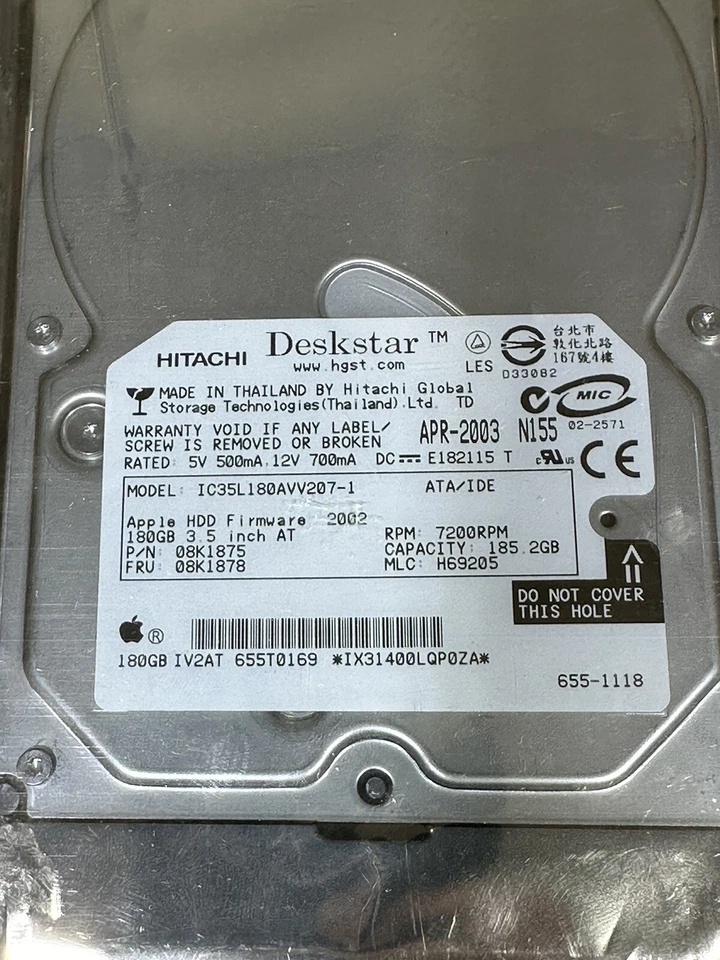 HITACHI Deskstar™
www.hgst.com
LES
D33082
台北市
敦化北路
167號4樓
MADE IN THAILAND BY Hitachi Global
Storage Technologies(Thailand).Ltd. TD
WARRANTY VOID IF ANY LABEL/
SCREW IS REMOVED OR BROKEN
APR-2003 N155
MIC
02-2571
RATED: 5V 500mA,12V 700mA DC E182115 T
c RU us CE
MODEL: IC35L180AVV207-1 ATA/IDE
Apple HDD Firmware 2002
180GB 3.5 inch AT RPM: 7200RPM
P/N: 08K1875 CAPACITY: 185.2GB
FRU: 08K1878 MLC: H69205
DO NOT COVER
THIS HOLE
®
180GB IV2AT 655T0169 *IX31400LQP0ZA*
655-1118